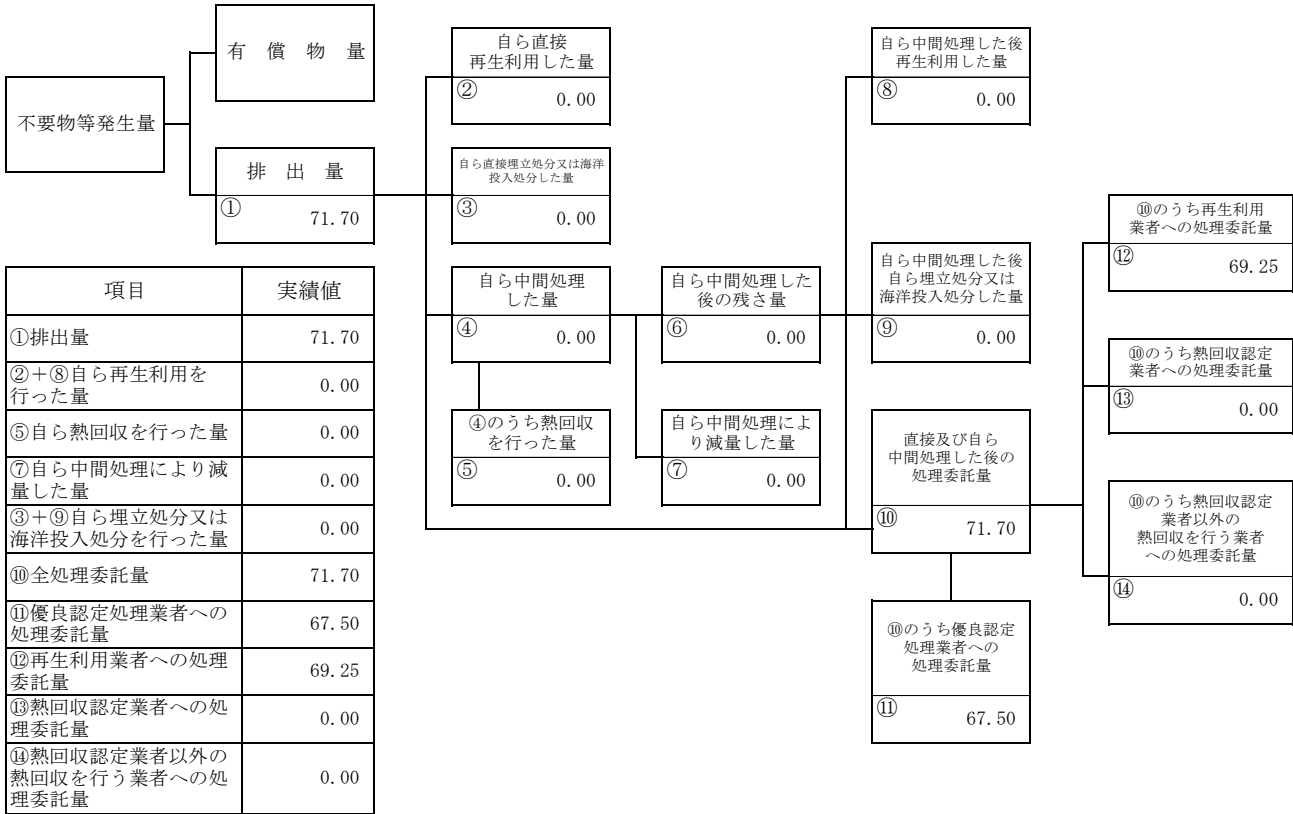 不要物等発生量
有 償 物 量
排 出 量
① 71.70
自ら直接
再生利用した量
② 0.00
自ら直接埋立処分又は海洋
投入処分した量
③ 0.00
自ら中間処理
した量
④ 0.00
④のうち熱回収
を行った量
⑤ 0.00
自ら中間処理した
後の残さ量
⑥ 0.00
自ら中間処理によ
り減量した量
⑦ 0.00
自ら中間処理した後
再生利用した量
⑧ 0.00
自ら中間処理した後
自ら埋立処分又は
海洋投入処分した量
⑨ 0.00
直接及び自ら
中間処理した後の
処理委託量
⑩ 71.70
⑩のうち優良認定
処理業者への
処理委託量
⑪ 67.50
⑩のうち再生利用
業者への処理委託量
⑫ 69.25
⑩のうち熱回収認定
業者への処理委託量
⑬ 0.00
⑩のうち熱回収認定
業者以外の
熱回収を行う業者
への処理委託量
⑭ 0.00
項目 実績値
①排出量 71.70
②+⑧自ら再生利用を
行った量 0.00
⑤自ら熱回収を行った量 0.00
⑦自ら中間処理により減
量した量 0.00
③+⑨自ら埋立処分又は
海洋投入処分を行った量 0.00
⑩全処理委託量 71.70
⑪優良認定処理業者への
処理委託量 67.50
⑫再生利用業者への処理
委託量 69.25
⑬熱回収認定業者への処
理委託量 0.00
⑭熱回収認定業者以外の
熱回収を行う業者への処
理委託量 0.00